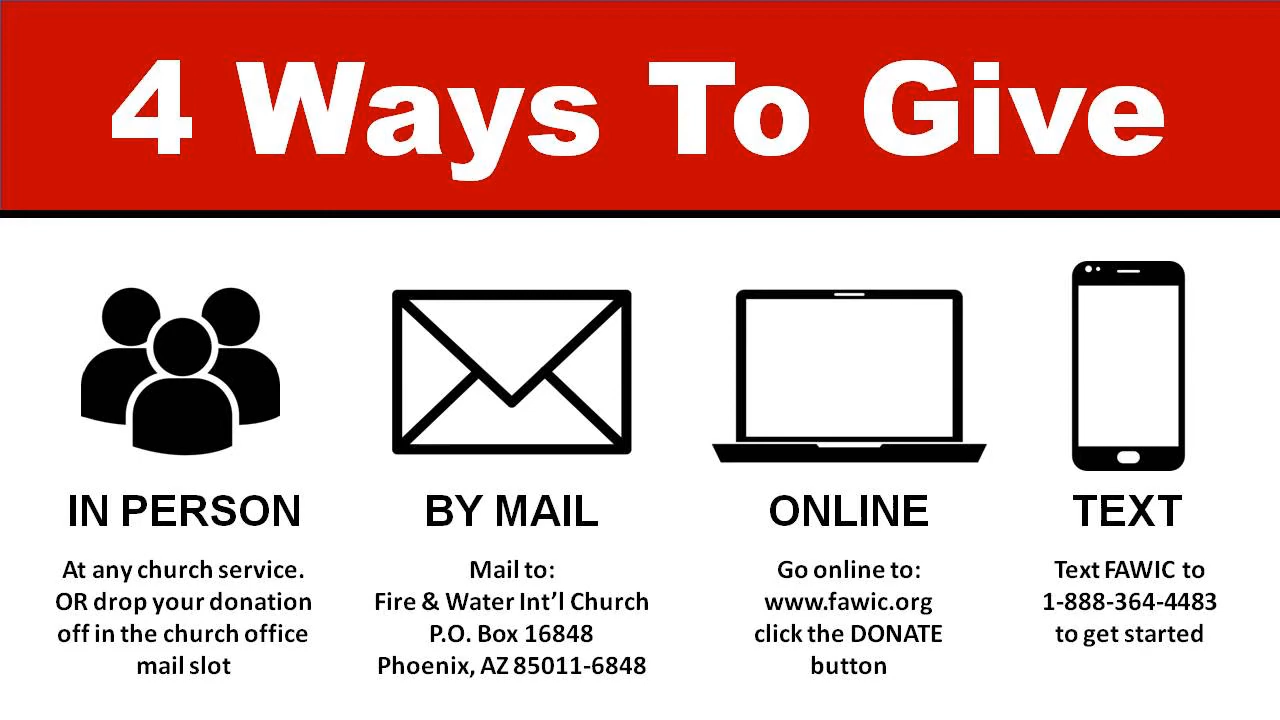 4 Ways To Give
IN PERSON
At any church service.
OR drop your donation
off in the church office
mail slot
BY MAIL
Mail to:
Fire & Water Int'l Church
P.O. Box 16848
Phoenix, AZ 85011-6848
ONLINE
Go online to:
www.fawic.org
click the DONATE
button
TEXT
Text FAWIC to
1-888-364-4483
to get started